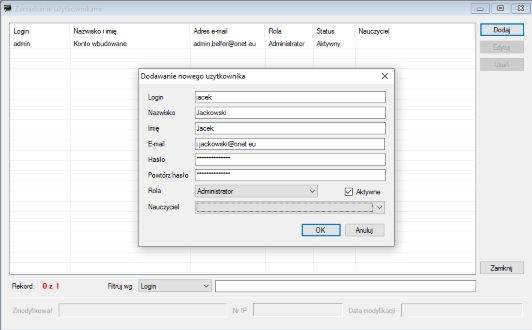 Zarządzanie użytkownikami
Login Nazwisko i imię Adres e-mail Rola Status Nauczyciel
admin Konto wbudowane admin.belfer@onet.eu Administrator Aktywny
Dodaj
Edytuj
Usuń
Dodawanie nowego użytkownika
Login jacek
Nazwisko Jackowski
Imię Jacek
E-mail j.jackowski@onet.eu
Hasło **************
Powtórz hasło **************
Rola Administrator Aktywne
Nauczyciel
OK Anuluj
Zamknij
Rekord: 0 z 1 Filtruj wg Login
Zmodyfikował Nr IP Data modyfikacji